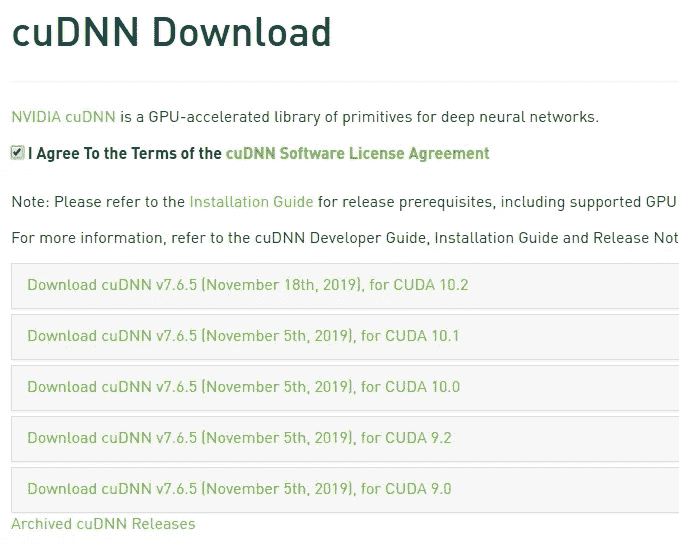 cuDNN Download
NVIDIA cuDNN is a GPU-accelerated library of primitives for deep neural networks.
I Agree To the Terms of the cuDNN Software License Agreement
Note: Please refer to the Installation Guide for release prerequisites, including supported GPU
For more information, refer to the cuDNN Developer Guide, Installation Guide and Release Not
Download cuDNN v7.6.5 (November 18th, 2019), for CUDA 10.2
Download cuDNN v7.6.5 (November 5th, 2019), for CUDA 10.1
Download cuDNN v7.6.5 (November 5th, 2019), for CUDA 10.0
Download cuDNN v7.6.5 (November 5th, 2019), for CUDA 9.2
Download cuDNN v7.6.5 (November 5th, 2019), for CUDA 9.0
Archived cuDNN Releases